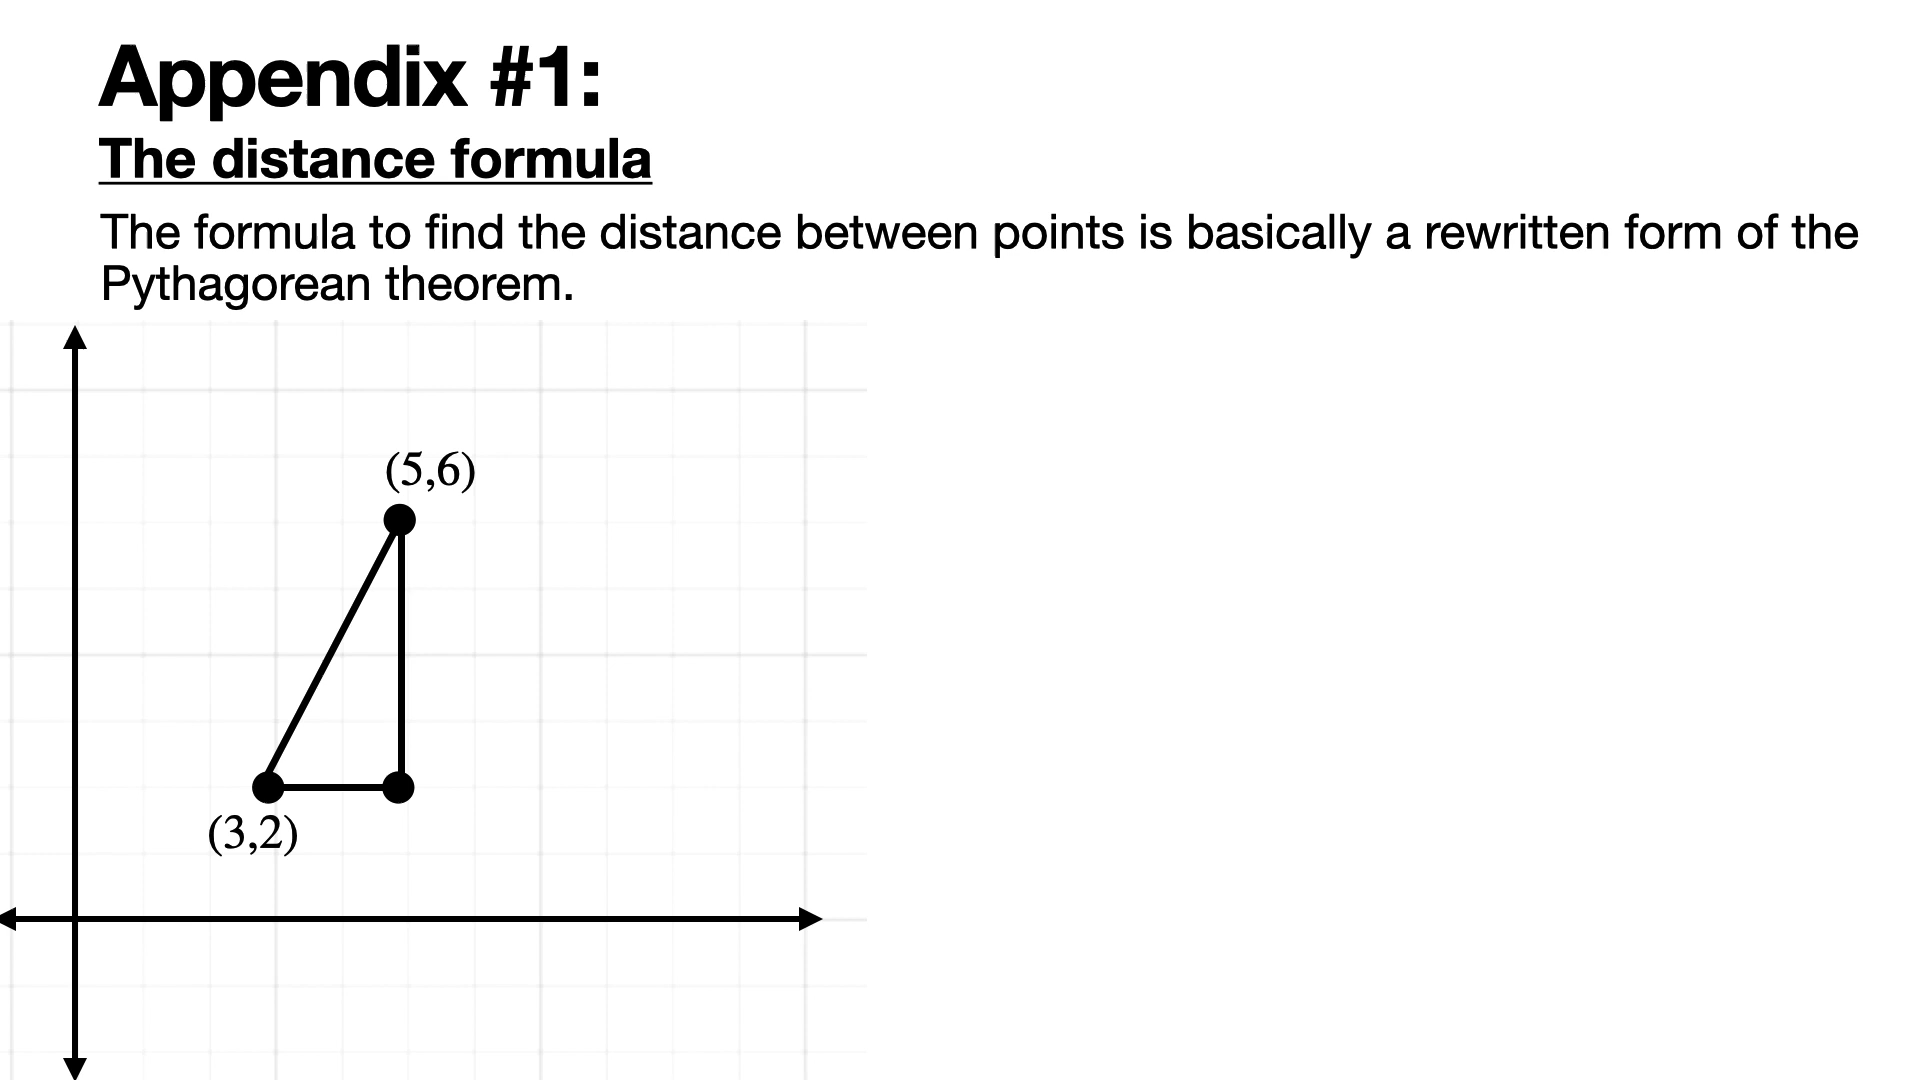 Appendix #1:
The distance formula
The formula to find the distance between points is basically a rewritten form of the
Pythagorean theorem.
(5,6)
(3,2)